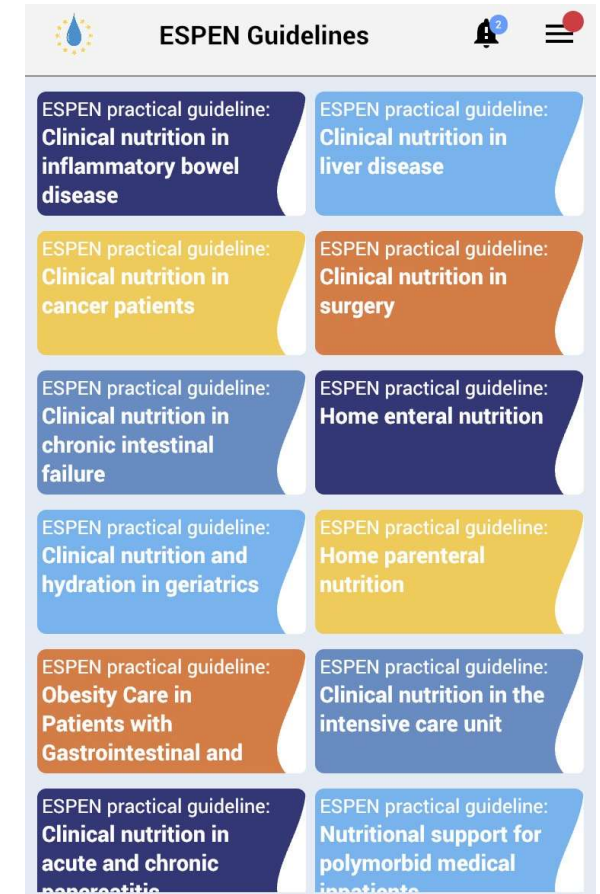 ESPEN Guidelines
2
ESPEN practical guideline:
Clinical nutrition in
inflammatory bowel
disease
ESPEN practical guideline:
Clinical nutrition in
liver disease
ESPEN practical guideline:
Clinical nutrition in
cancer patients
ESPEN practical guideline:
Clinical nutrition in
surgery
ESPEN practical guideline:
Clinical nutrition in
chronic intestinal
failure
ESPEN practical guideline:
Home enteral nutrition
ESPEN practical guideline:
Clinical nutrition and
hydration in geriatrics
ESPEN practical guideline:
Home parenteral
nutrition
ESPEN practical guideline:
Obesity Care in
Patients with
Gastrointestinal and
ESPEN practical guideline:
Clinical nutrition in the
intensive care unit
ESPEN practical guideline:
Clinical nutrition in
acute and chronic
pancreatitis
ESPEN practical guideline:
Nutritional support for
polymorbid medical
inpatients